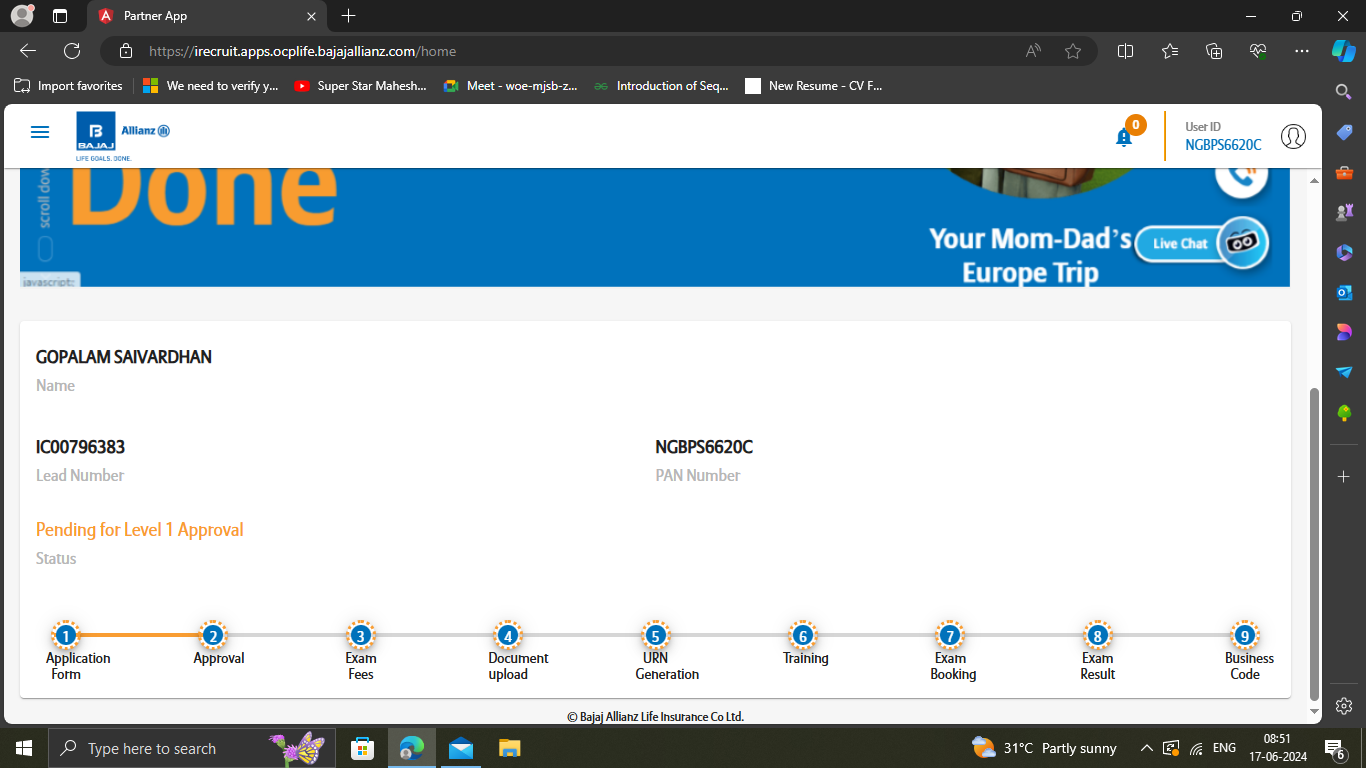 Partner App
https://irecruit.apps.ocplife.bajajallianz.com/home
Import favorites
We need to verify y...
Super Star Mahesh...
Meet - woe-mjsb-z...
Introduction of Seq...
New Resume - CV F...
B
BAJAJ
Allianz
LIFE GOALS. DONE.
0
User ID
NGBPS6620C
scroll dow
Done
Your Mom-Dad's
Europe Trip
Live Chat
javascript:
GOPALAM SAIVARDHAN
Name
IC00796383
NGBPS6620C
Lead Number
PAN Number
Pending for Level 1 Approval
Status
1
2
3
4
5
6
7
8
9
Application
Form
Approval
Exam
Fees
Document
upload
URN
Generation
Training
Exam
Booking
Exam
Result
Business
Code
© Bajaj Allianz Life Insurance Co Ltd.
Type here to search
31°C Partly sunny
ENG
08:51
17-06-2024
6